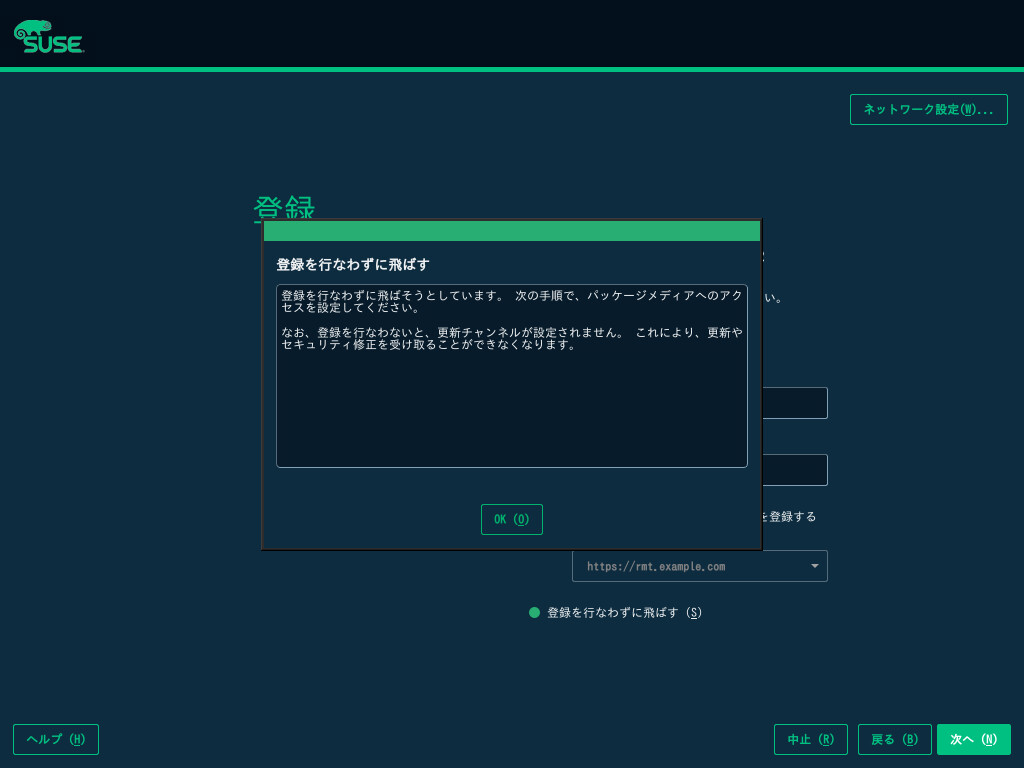 SUSE
ネットワーク設定(W)...
登録
登録を行なわずに飛ばす
登録を行なわずに飛ばそうとしています。 次の手順で、パッケージメディアへのアク
セスを設定してください。
なお、登録を行なわないと、更新チャンネルが設定されません。 これにより、更新や
セキュリティ修正を受け取ることができなくなります。
い。
OK (O)
を登録する
https://rmt.example.com
登録を行なわずに飛ばす (S)
ヘルプ (H)
中止 (R)
戻る (B)
次へ (N)